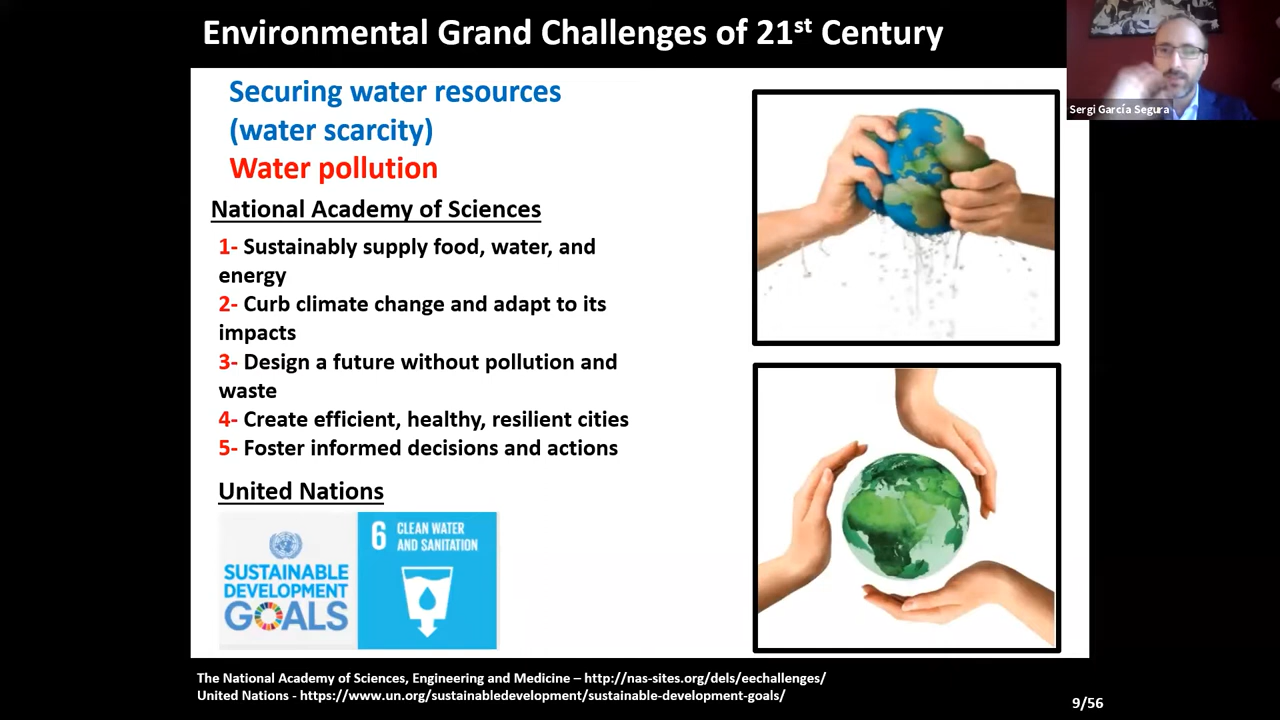 Environmental Grand Challenges of 21st Century
Sergi García Segura
Securing water resources
(water scarcity)
Water pollution
National Academy of Sciences
1- Sustainably supply food, water, and
energy
2- Curb climate change and adapt to its
impacts
3- Design a future without pollution and
waste
4- Create efficient, healthy, resilient cities
5- Foster informed decisions and actions
United Nations
SUSTAINABLE
DEVELOPMENT
GOALS
6 CLEAN WATER
AND SANITATION
The National Academy of Sciences, Engineering and Medicine – http://nas-sites.org/dels/eechallenges/
United Nations - https://www.un.org/sustainabledevelopment/sustainable-development-goals/
9/56